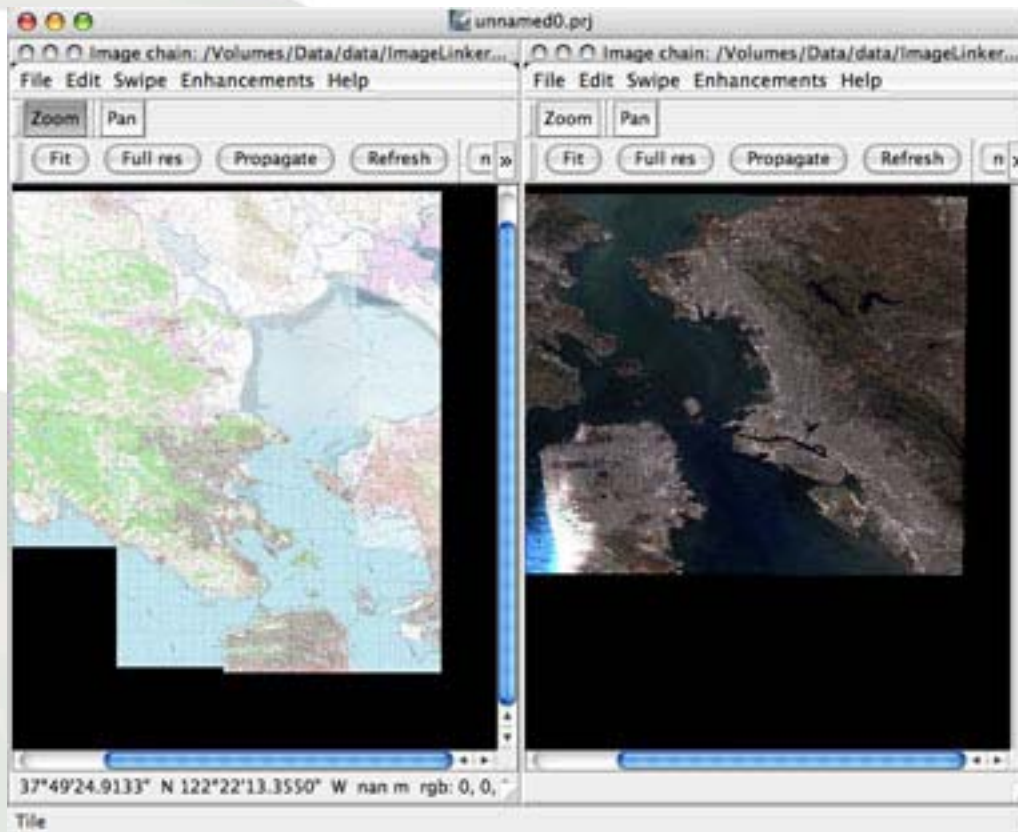 unnamed0.prj
Image chain: /Volumes/Data/data/ImageLinker...
File Edit Swipe Enhancements Help
Zoom Pan
Fit Full res Propagate Refresh n »
37°49'24.9133" N 122°22'13.3550" W nan m rgb: 0, 0,
Image chain: /Volumes/Data/data/ImageLinker...
File Edit Swipe Enhancements Help
Zoom Pan
Fit Full res Propagate Refresh n »
Tile